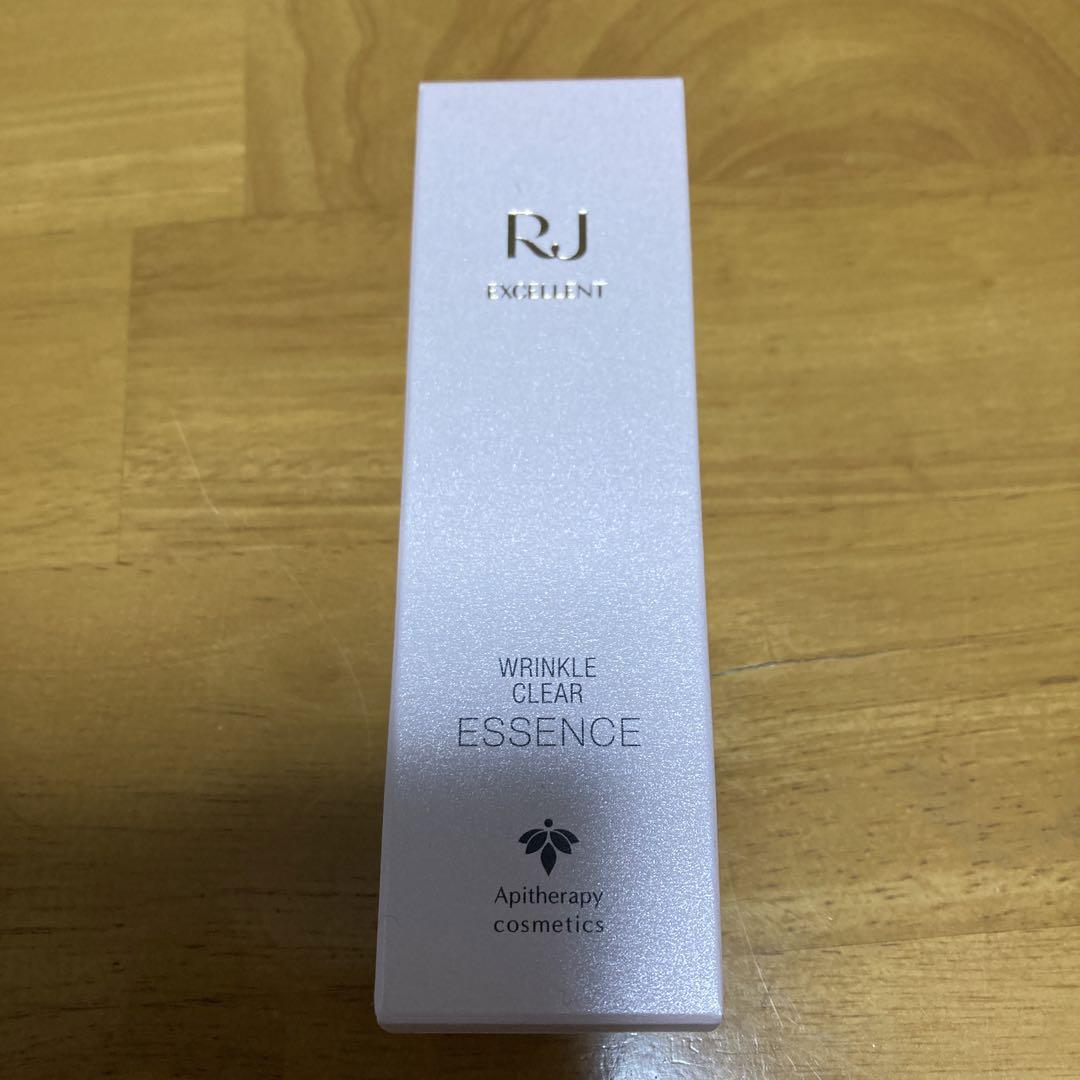 RJ
EXCELLENT
WRINKLE
CLEAR
ESSENCE
Apitherapy
cosmetics